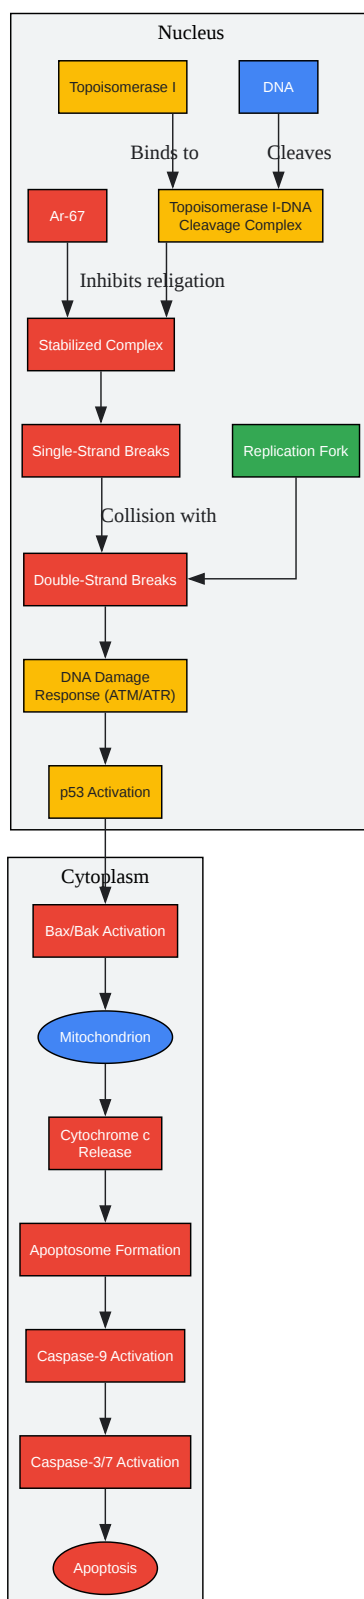 Nucleus
Topoisomerase I
DNA
Binds to
Cleaves
Ar-67
Topoisomerase I-DNA
Cleavage Complex
Inhibits religation
Stabilized Complex
Single-Strand Breaks
Replication Fork
Collision with
Double-Strand Breaks
DNA Damage
Response (ATM/ATR)
p53 Activation
Cytoplasm
Bax/Bak Activation
Mitochondrion
Cytochrome c
Release
Apoptosome Formation
Caspase-9 Activation
Caspase-3/7 Activation
Apoptosis